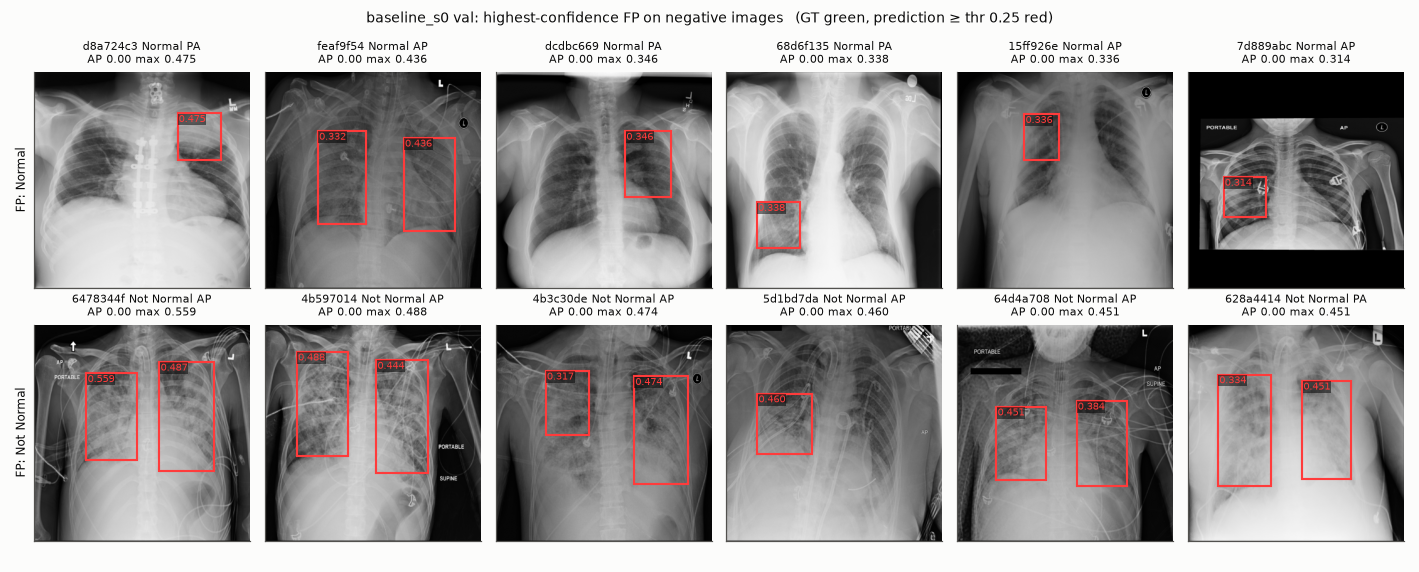 baseline_s0 val: highest-confidence FP on negative images (GT green, prediction ≥ thr 0.25 red)
d8a724c3 Normal PA
AP 0.00 max 0.475
feaf9f54 Normal AP
AP 0.00 max 0.436
dcdbc669 Normal PA
AP 0.00 max 0.346
68d6f135 Normal PA
AP 0.00 max 0.338
15ff926e Normal AP
AP 0.00 max 0.336
7d889abc Normal AP
AP 0.00 max 0.314
FP: Normal
0.475
L
0.332
0.436
L
L
0.346
0.338
0.336
L
PORTABLE
AP
L
0.314
6478344f Not Normal AP
AP 0.00 max 0.559
4b597014 Not Normal AP
AP 0.00 max 0.488
4b3c30de Not Normal AP
AP 0.00 max 0.474
5d1bd7da Not Normal AP
AP 0.00 max 0.460
64d4a708 Not Normal AP
AP 0.00 max 0.451
628a4414 Not Normal PA
AP 0.00 max 0.451
FP: Not Normal
AP
PORTABLE
L
0.559
0.487
L
0.488
0.444
PORTABLE
SUPINE
L
0.317
0.474
L
0.460
AP
L
PORTABLE
AP
SUPINE
0.451
0.384
L
0.334
0.451